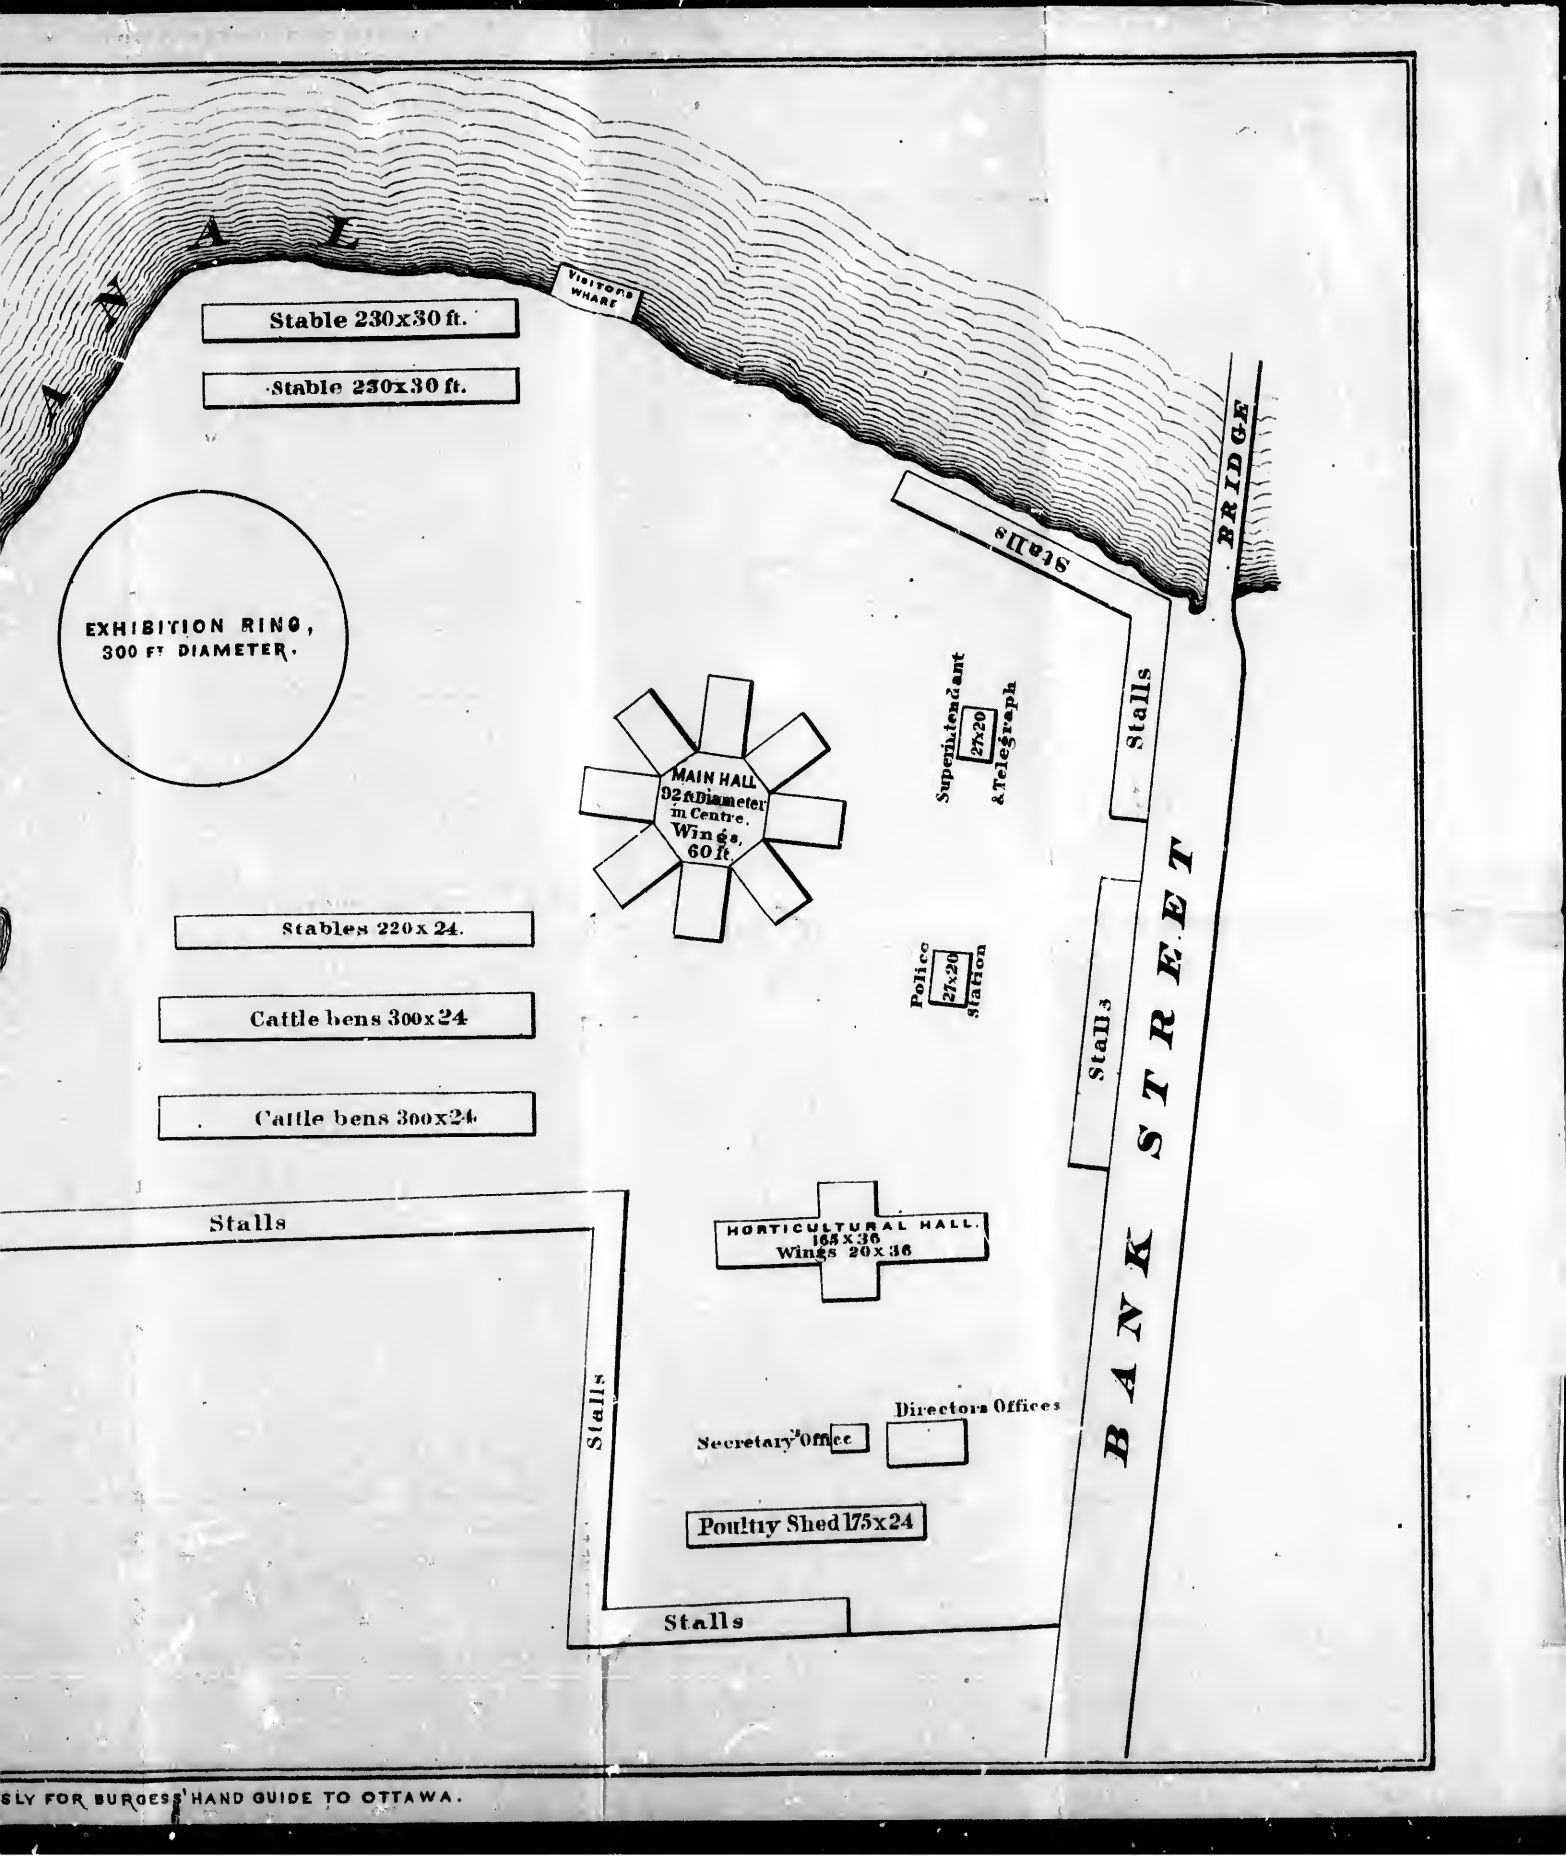 A N A L
VISITORS
WHARF
Stable 230x30 ft.
Stable 230x30 ft.
BRIDGE
Stalls
EXHIBITION RING,
300 FT DIAMETER.
Stalls
Superintendant
27x20
&Telegraph
MAIN HALL
92 ft Diameter
in Centre.
Wings,
60 ft.
Stables 220x24.
Police
27x20
Station
Cattle bens 300x24
Stalls
Cattle bens 300x24
BANK STREET
Stalls
HORTICULTURAL HALL.
165X36
Wings 20x36
Stalls
Directors Offices
Secretary's Office
Poultry Shed 175x24
Stalls
SLY FOR BURGESS' HAND GUIDE TO OTTAWA.